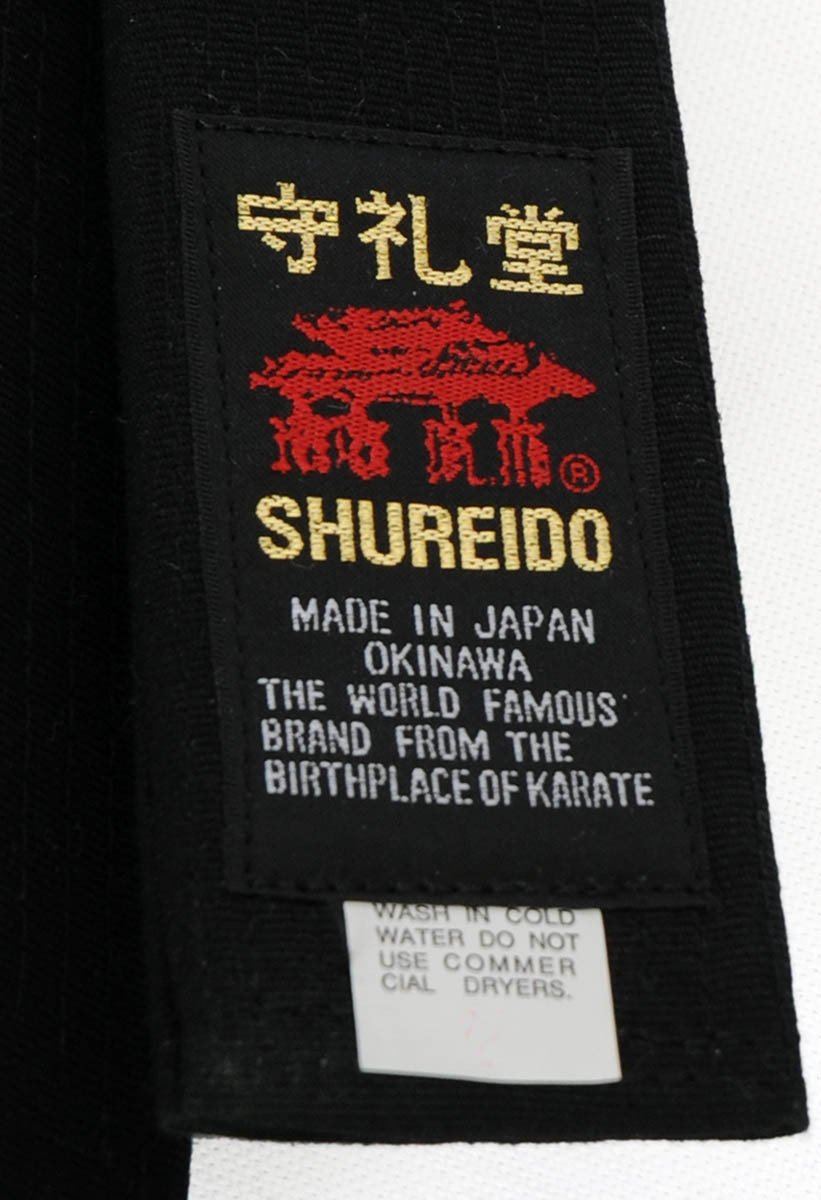 守礼堂
®
SHUREIDO
MADE IN JAPAN
OKINAWA
THE WORLD FAMOUS
BRAND FROM THE
BIRTHPLACE OF KARATE
WASH IN COLD
WATER DO NOT
USE COMMER
CIAL DRYERS.